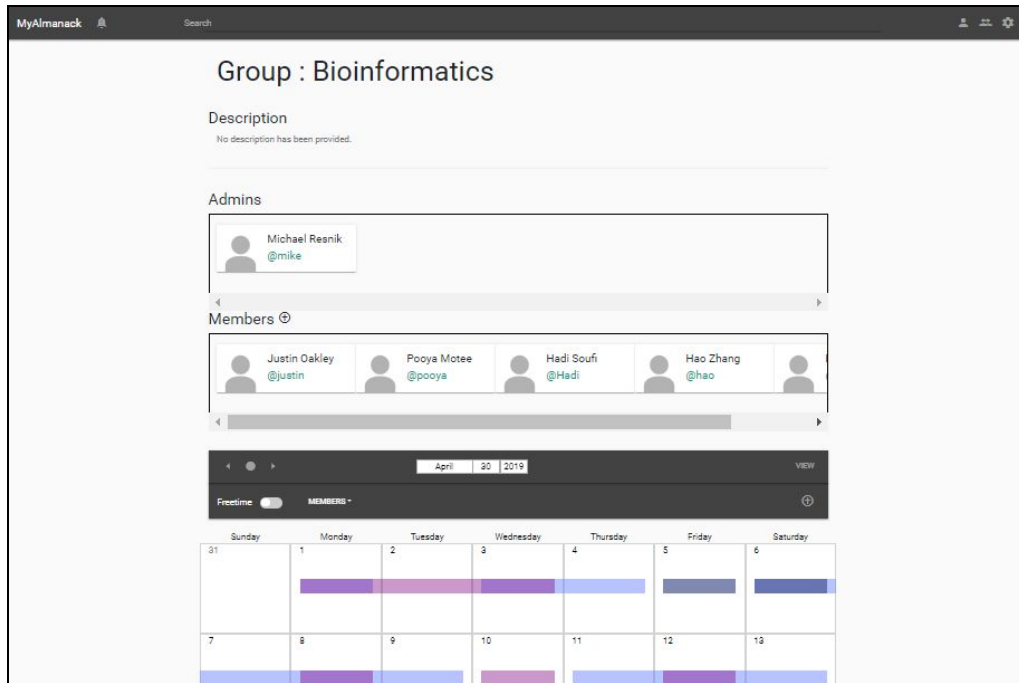 MyAlmanack Search
Group : Bioinformatics
Description
No description has been provided.
Admins
Michael Resnik
@mike
Members
Justin Oakley Pooya Motee Hadi Soufi Hao Zhang
@justin @pooya @Hadi @hao
April 30 2019 VIEW
Freetime MEMBERS
Sunday Monday Tuesday Wednesday Thursday Friday Saturday
31 1 2 3 4 5 6
7 8 9 10 11 12 13